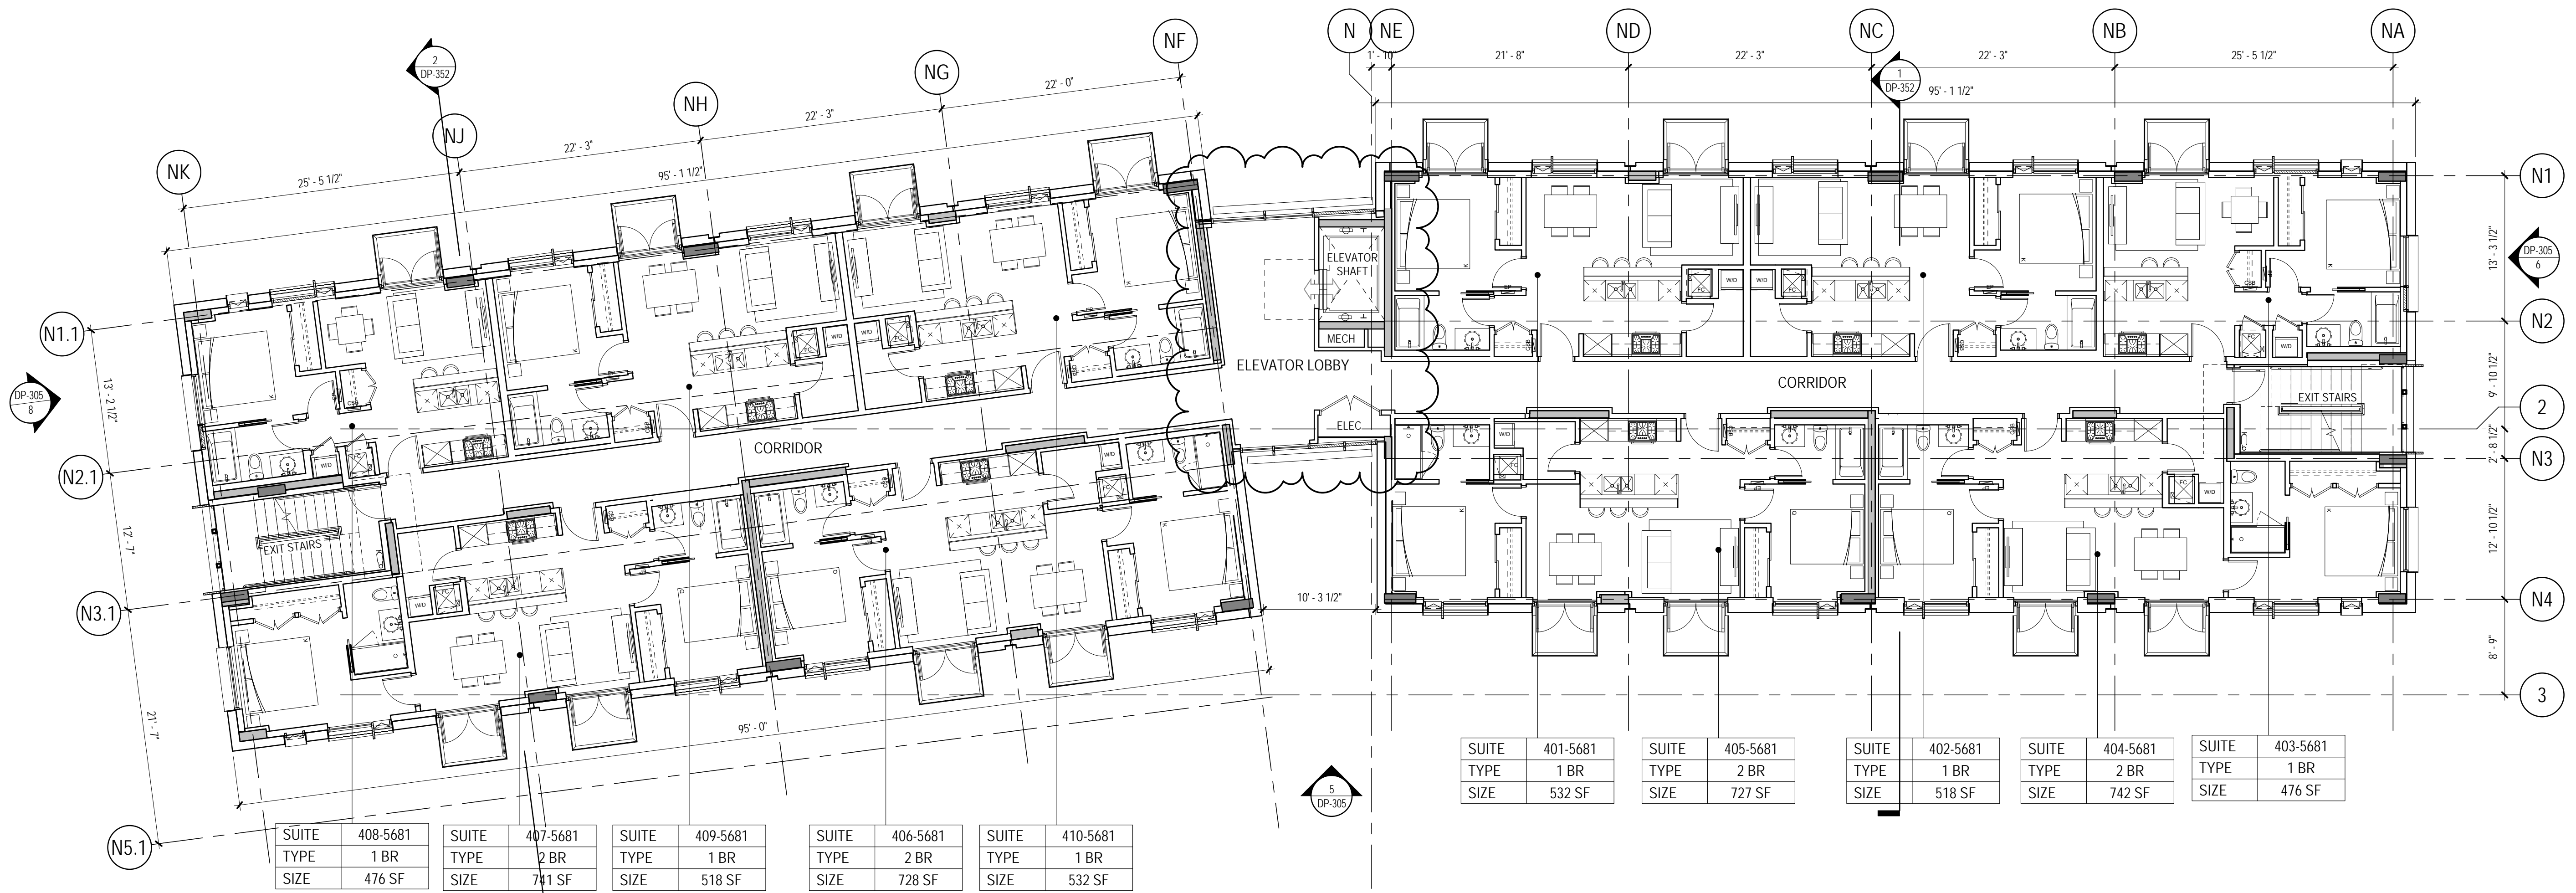 N
NE
ND
NC
NB
NA
NF
NG
NH
NJ
NK
2
DP-352
1
DP-352
1' - 10"
21' - 8"
22' - 3"
22' - 3"
25' - 5 1/2"
95' - 1 1/2"
22' - 0"
22' - 3"
22' - 3"
25' - 5 1/2"
95' - 1 1/2"
N1
N2
2
N3
N4
3
13' - 3 1/2"
9' - 10 1/2"
2' - 8 1/2"
12' - 10 1/2"
8' - 9"
DP-305
6
N1.1
N2.1
N3.1
N5.1
13' - 2 1/2"
12' - 7"
21' - 7"
DP-305
8
ELEVATOR
SHAFT
MECH
ELEVATOR LOBBY
ELEC
CORRIDOR
CORRIDOR
EXIT STAIRS
EXIT STAIRS
W/D
W/D
W/D
W/D
W/D
W/D
W/D
W/D
W/D
W/D
FC
FC
FC
FC
FC
FC
FC
FC
FC
FC
10' - 3 1/2"
95' - 0"
5
DP-305
SUITE 401-5681
TYPE 1 BR
SIZE 532 SF
SUITE 405-5681
TYPE 2 BR
SIZE 727 SF
SUITE 402-5681
TYPE 1 BR
SIZE 518 SF
SUITE 404-5681
TYPE 2 BR
SIZE 742 SF
SUITE 403-5681
TYPE 1 BR
SIZE 476 SF
SUITE 408-5681
TYPE 1 BR
SIZE 476 SF
SUITE 407-5681
TYPE 2 BR
SIZE 741 SF
SUITE 409-5681
TYPE 1 BR
SIZE 518 SF
SUITE 406-5681
TYPE 2 BR
SIZE 728 SF
SUITE 410-5681
TYPE 1 BR
SIZE 532 SF